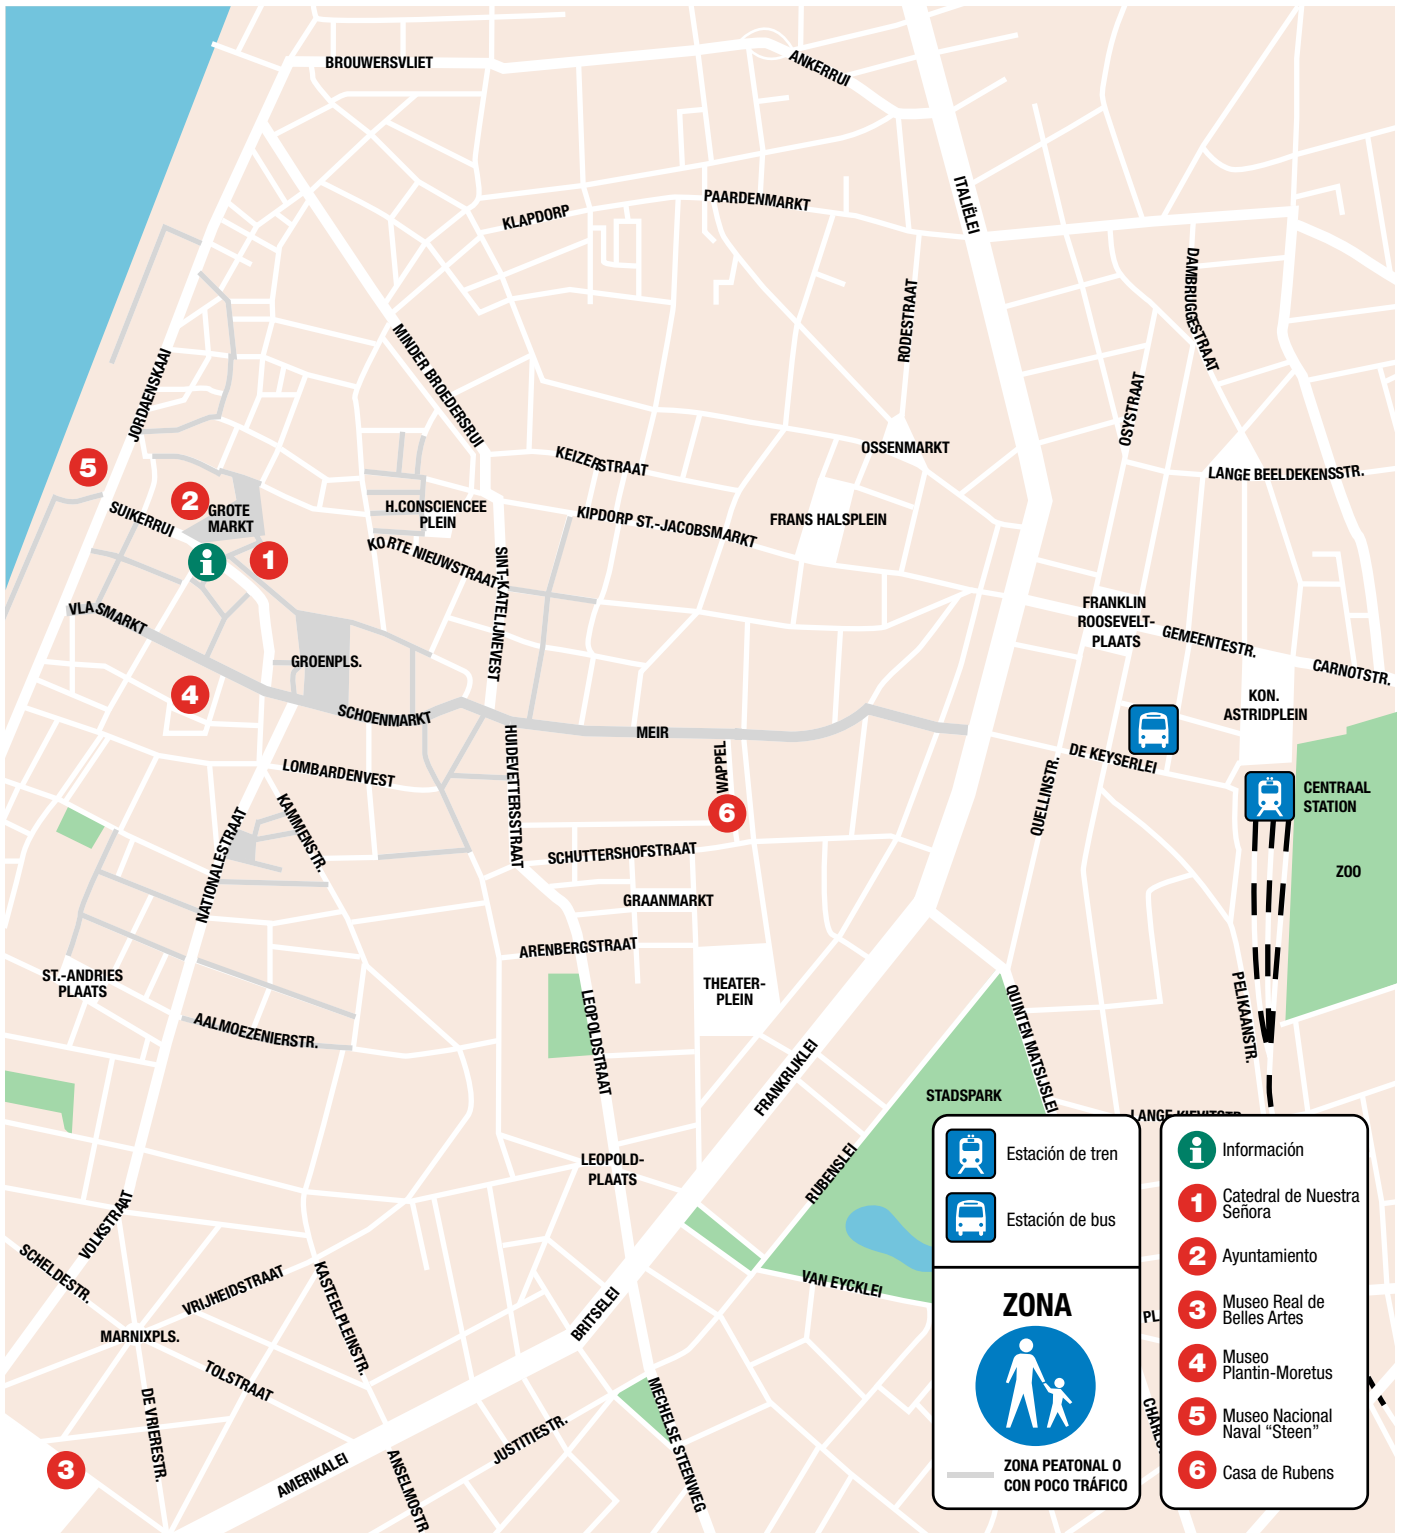 BROUWERSVLIET
ANKERRUI
ITALIËLEI
PAARDENMARKT
KLAPDORP
DAMBRUGGESTRAAT
RODESTRAAT
MINDER BROEDERSRUI
JORDAENSKAAI
OSYSTRAAT
OSSENMARKT
KEIZERSTRAAT
LANGE BEELDEKENSSTR.
5
2
GROTE
MARKT
SUIKERRUI
H.CONSCIENCEE
PLEIN
KIPDORP ST.-JACOBSMARKT
FRANS HALSPLEIN
KORTE NIEUWSTRAAT
SINT-KATELIJNEVEST
i
1
VLASMARKT
FRANKLIN
ROOSEVELT-
PLAATS
GEMEENTESTR.
CARNOTSTR.
GROENPLS.
4
SCHOENMARKT
KON.
ASTRIDPLEIN
MEIR
HUIDEVETTERSSTRAAT
WAPPEL
DE KEYSERLEI
QUELLINSTR.
LOMBARDENVEST
CENTRAAL
STATION
6
KAMMENSTR.
NATIONALESTRAAT
SCHUTTERSHOFSTRAAT
ZOO
GRAANMARKT
ARENBERGSTRAAT
ST.-ANDRIES
PLAATS
THEATER-
PLEIN
PELIKAANSTR.
QUINTEN MATSIJSLEI
LEOPOLDSTRAAT
AALMOEZENIERSTR.
FRANKRIJKLEI
STADSPARK
LANGE KIEVITSTR.
RUBENSLEI
LEOPOLD-
PLAATS
VOLKSTRAAT
SCHELDESTR.
VRIJHEIDSTRAAT
KASTEELPLEINSTR.
VAN EYCKLEI
BRITSELEI
MARNIXPLS.
TOLSTRAAT
DE VRIERESTR.
MECHELSE STEENWEG
JUSTITIESTR.
3
AMERIKALEI
ANSELMOSTR
PL
Estación de tren
Estación de bus
ZONA
ZONA PEATONAL O
CON POCO TRÁFICO
i Información
1 Catedral de Nuestra
Señora
2 Ayuntamiento
3 Museo Real de
Belles Artes
4 Museo
Plantin-Moretus
5 Museo Nacional
Naval “Steen”
6 Casa de Rubens